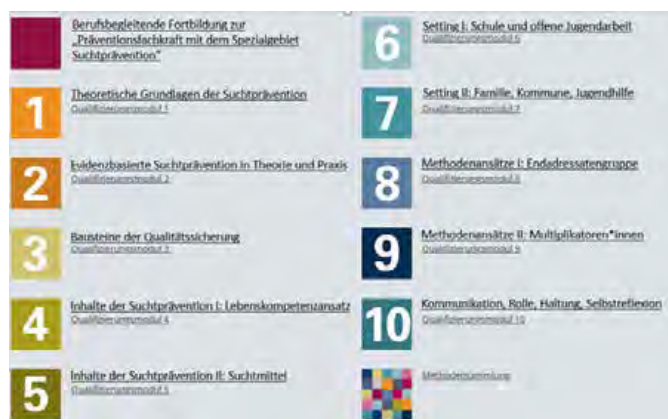 Berufsbegleitende Fortbildung zur
„Präventionsfachkraft mit dem Spezialgebiet
Suchtprävention“
1
Theoretische Grundlagen der Suchtprävention
Qualifizierungsmodul 1
2
Evidenzbasierte Suchtprävention in Theorie und Praxis
Qualifizierungsmodul 2
3
Bausteine der Qualitätssicherung
Qualifizierungsmodul 3
4
Inhalte der Suchtprävention I: Lebenskompetenzansatz
Qualifizierungsmodul 4
5
Inhalte der Suchtprävention II: Suchtmittel
Qualifizierungsmodul 5
6
Setting I: Schule und offene Jugendarbeit
Qualifizierungsmodul 6
7
Setting II: Familie, Kommune, Jugendhilfe
Qualifizierungsmodul 7
8
Methodenansätze I: Endadressatengruppe
Qualifizierungsmodul 8
9
Methodenansätze II: Multiplikatoren*innen
Qualifizierungsmodul 9
10
Kommunikation, Rolle, Haltung, Selbstreflexion
Qualifizierungsmodul 10
Methodensammlung